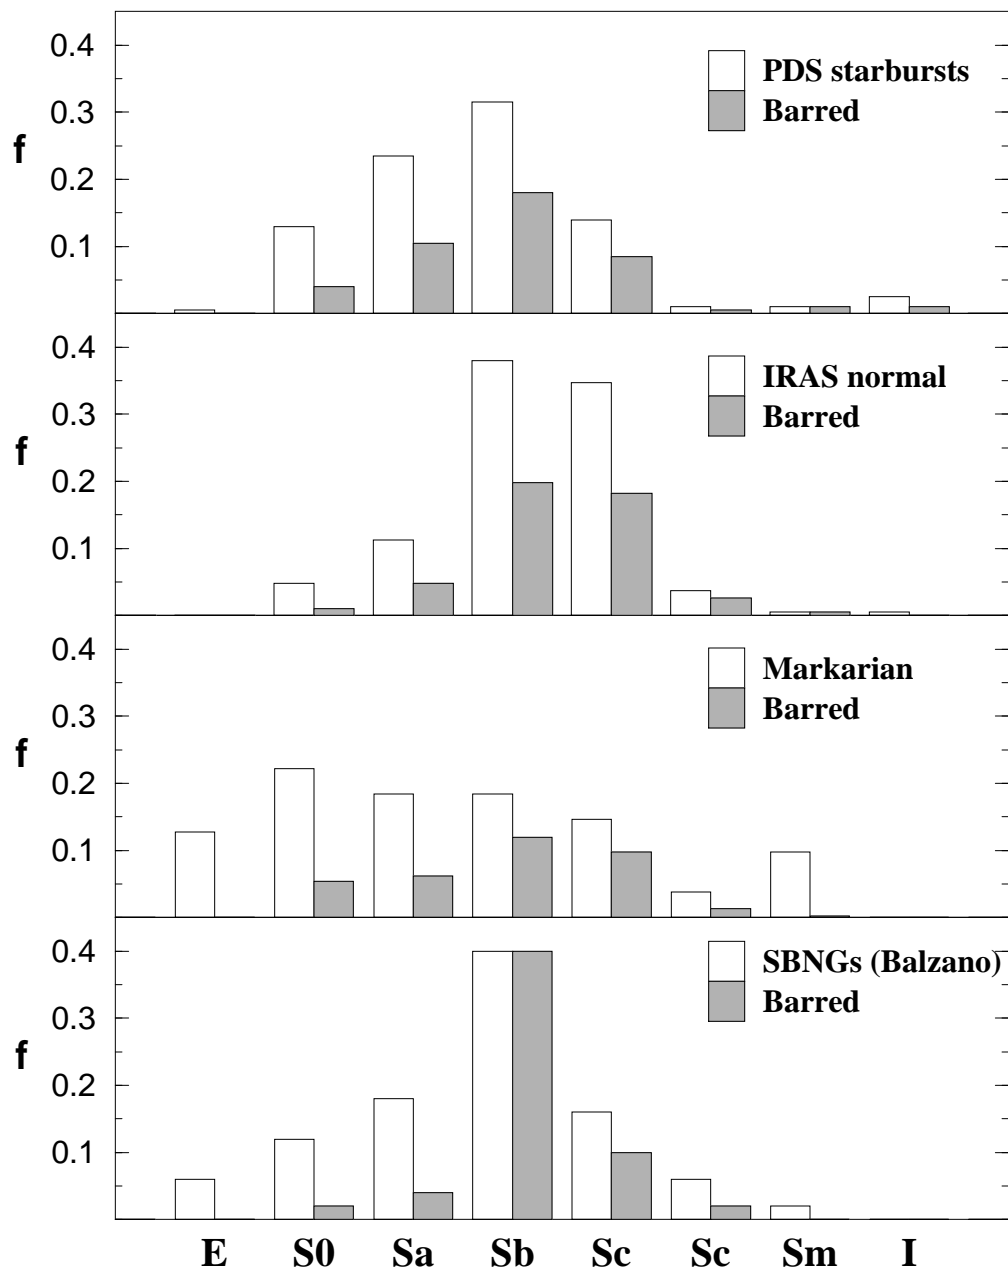 0.4
0.3
0.2
0.1
f
PDS starbursts
Barred
0.4
0.3
0.2
0.1
f
IRAS normal
Barred
0.4
0.3
0.2
0.1
f
Markarian
Barred
0.4
0.3
0.2
0.1
f
SBNGs (Balzano)
Barred
E S0 Sa Sb Sc Sc Sm I